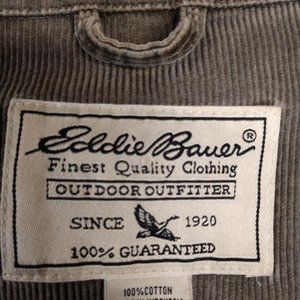 Eddie Bauer®
Finest Quality Clothing
OUTDOOR OUTFITTER
SINCE 1920
100% GUARANTEED
100% COTTON